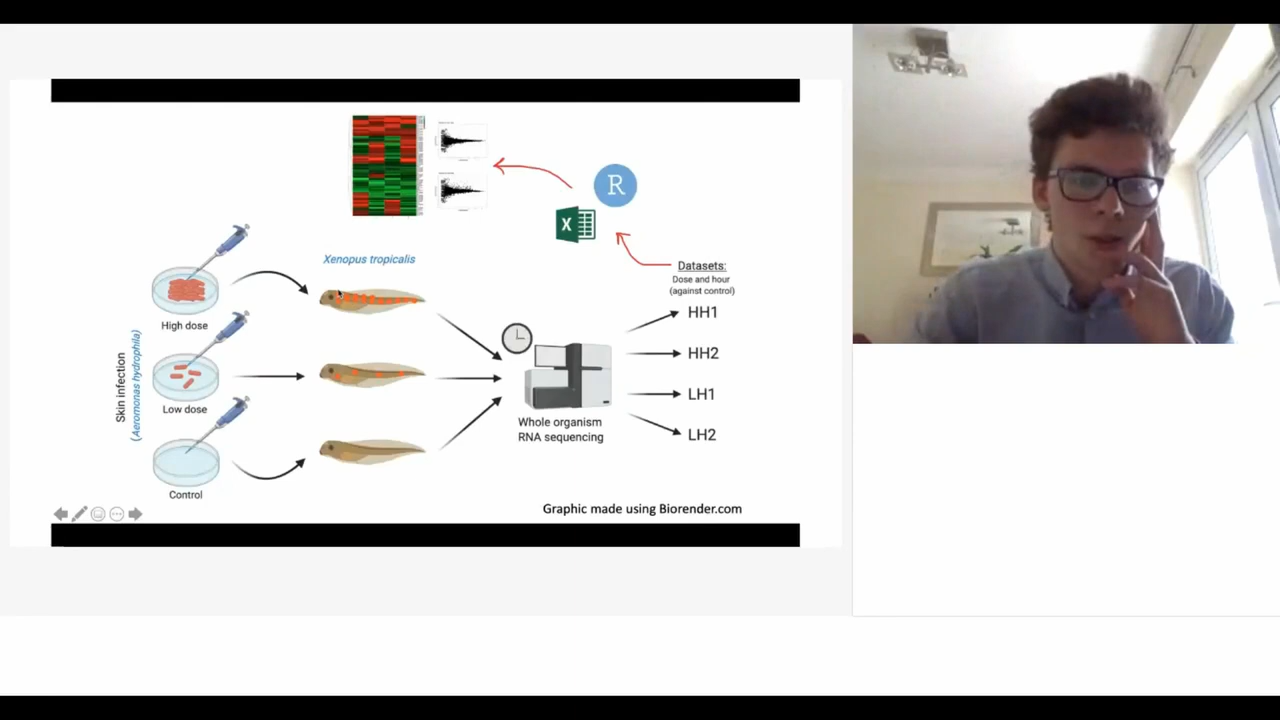 R
X
Xenopus tropicalis
Datasets:
Dose and hour
(against control)
High dose
HH1
HH2
Skin infection
(Aeromonas hydrophila)
Low dose
LH1
Whole organism
RNA sequencing
LH2
Control
Graphic made using Biorender.com